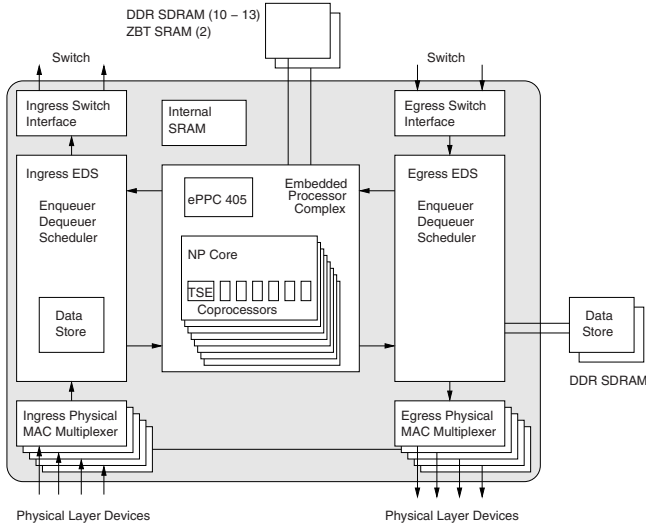 DDR SDRAM (10 – 13)
ZBT SRAM (2)
Switch
Switch
Ingress Switch
Interface
Internal
SRAM
Egress Switch
Interface
Ingress EDS
Enqueuer
Dequeuer
Scheduler
Data
Store
ePPC 405
Embedded
Processor
Complex
NP Core
TSE
Coprocessors
Egress EDS
Enqueuer
Dequeuer
Scheduler
Data
Store
DDR SDRAM
Ingress Physical
MAC Multiplexer
Egress Physical
MAC Multiplexer
Physical Layer Devices
Physical Layer Devices